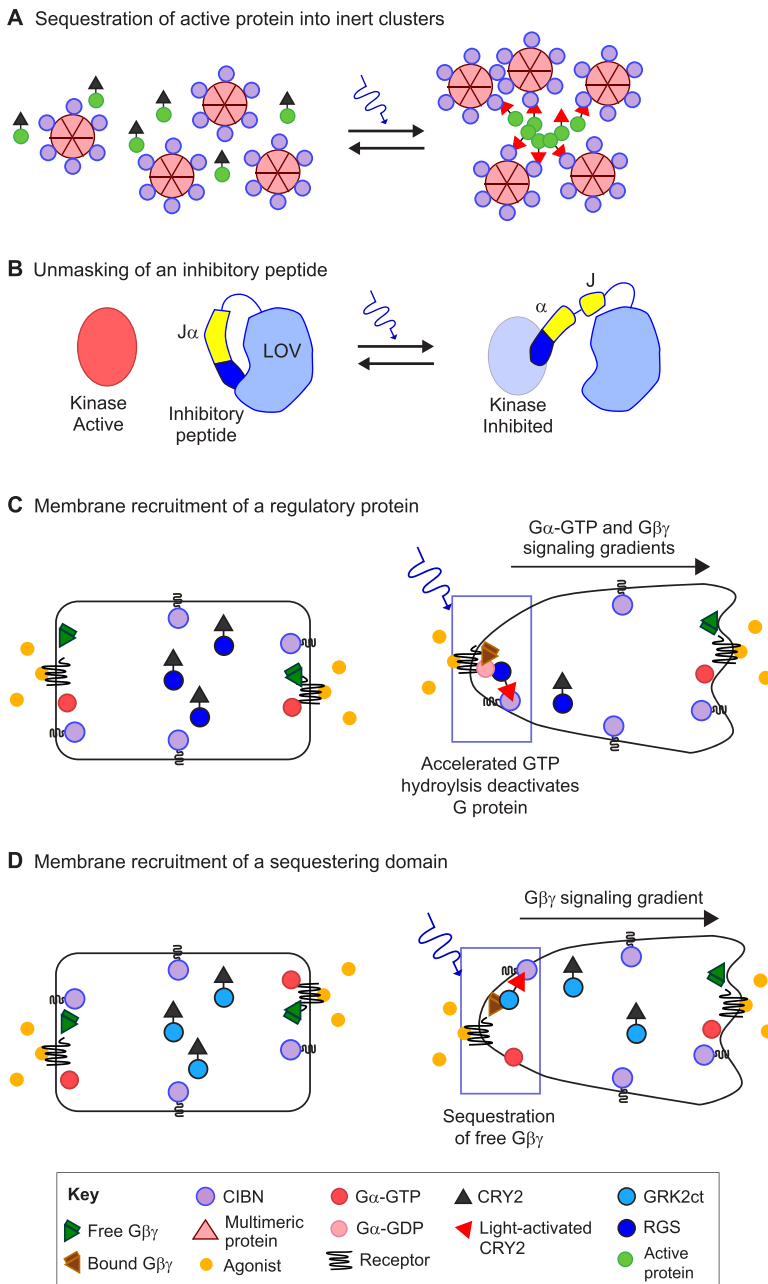 A Sequestration of active protein into inert clusters
B Unmasking of an inhibitory peptide
Jα
LOV
Kinase
Active
Inhibitory
peptide
α
J
Kinase
Inhibited
C Membrane recruitment of a regulatory protein
Gα-GTP and Gβγ
signaling gradients
Accelerated GTP
hydroylsis deactivates
G protein
D Membrane recruitment of a sequestering domain
Gβγ signaling gradient
Sequestration
of free Gβγ
Key
Free Gβγ
Bound Gβγ
CIBN
Multimeric
protein
Agonist
Gα-GTP
Gα-GDP
Receptor
CRY2
Light-activated
CRY2
GRK2ct
RGS
Active
protein